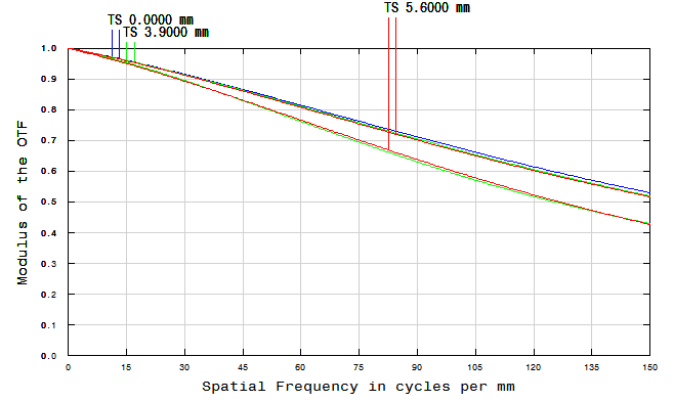 TS 5.6000 mm
TS 0.0000 mm
TS 3.9000 mm
1.0
0.9
0.8
0.7
0.6
0.5
0.4
0.3
0.2
0.1
0.0
Modulus of the OTF
0 15 30 45 60 75 90 105 120 135 150
Spatial Frequency in cycles per mm